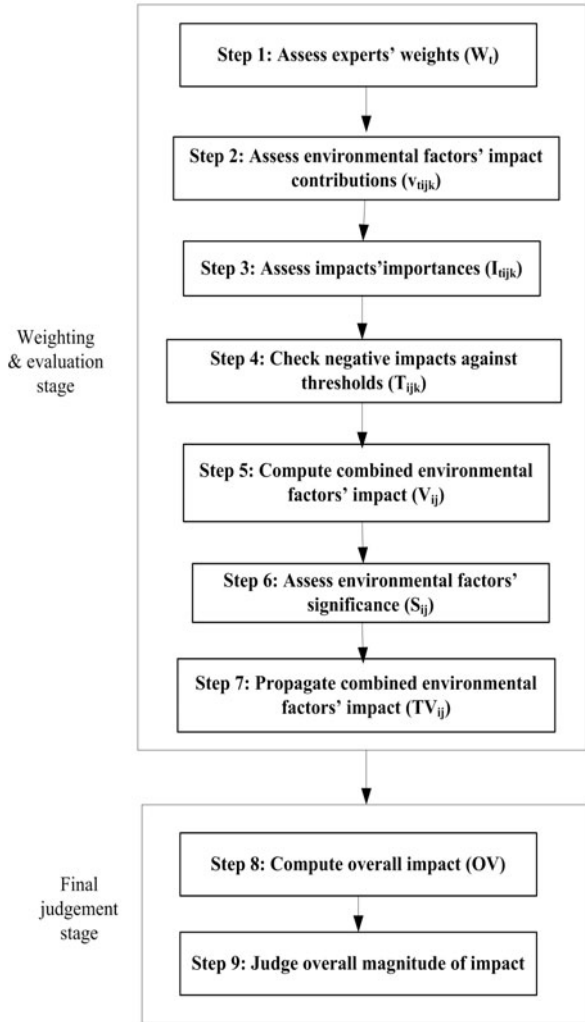 Step 1: Assess experts' weights (Wt)
Step 2: Assess environmental factors' impact
contributions (vtijk)
Step 3: Assess impacts'importances (Itijk)
Step 4: Check negative impacts against
thresholds (Tijk)
Weighting
& evaluation
stage
Step 5: Compute combined environmental
factors' impact (Vij)
Step 6: Assess environmental factors'
significance (Sij)
Step 7: Propagate combined environmental
factors' impact (TVij)
Step 8: Compute overall impact (OV)
Final
judgement
stage
Step 9: Judge overall magnitude of impact